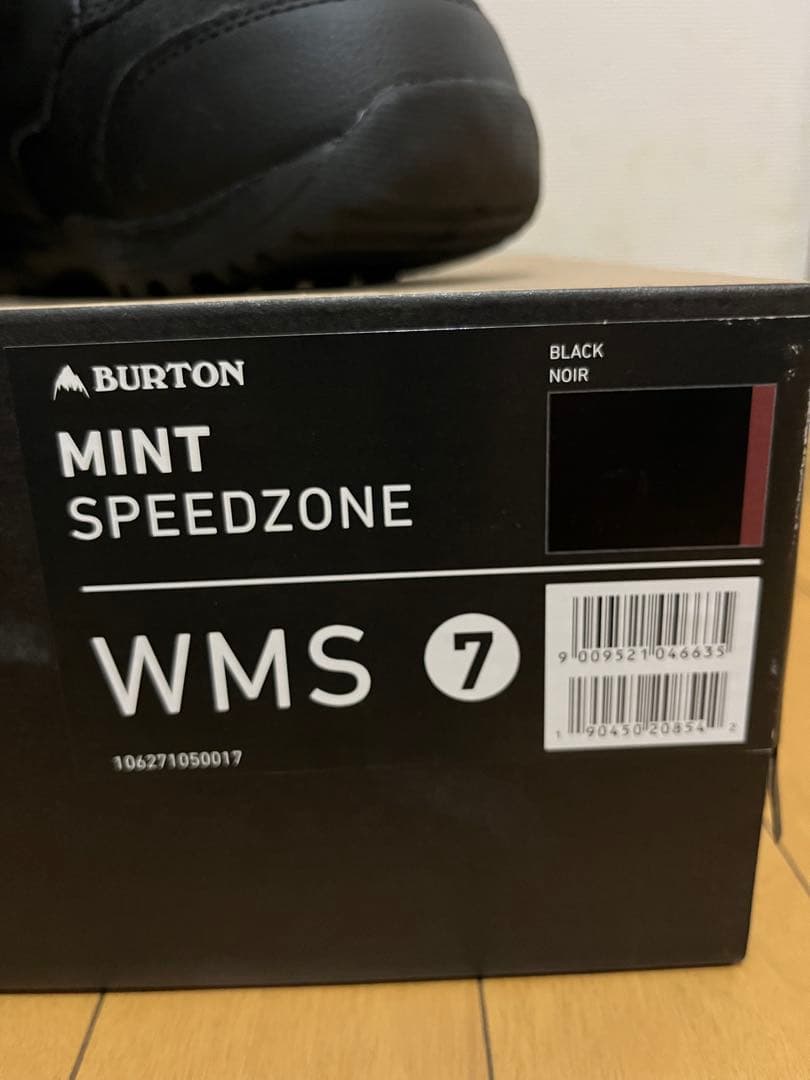 BURTON
MINT
SPEEDZONE
BLACK
NOIR
WMS
7
106271050017
9 009521 046635
1 90450 20854 2